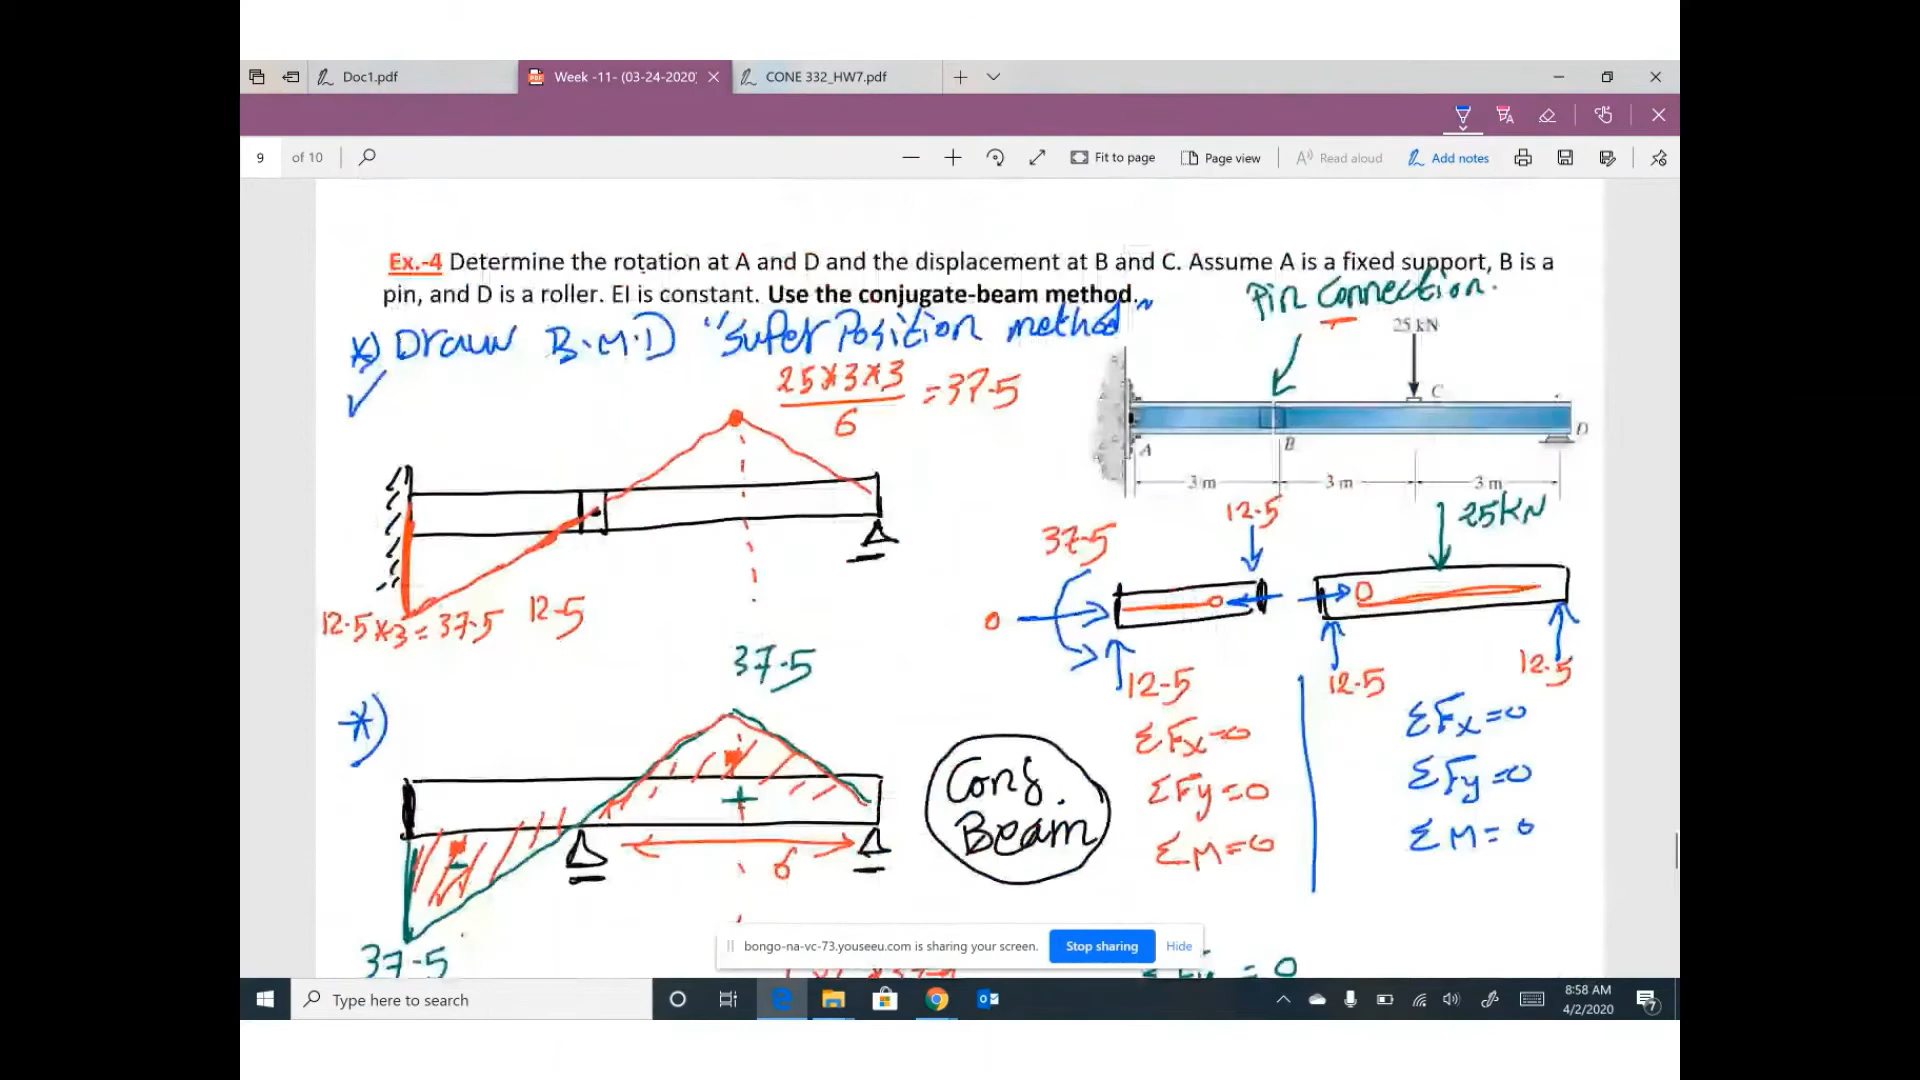 Doc1.pdf
Week -11- (03-24-2020)
CONE 332_HW7.pdf
9 of 10
Fit to page
Page view
Read aloud
Add notes
Ex.-4 Determine the rotation at A and D and the displacement at B and C. Assume A is a fixed support, B is a
pin, and D is a roller. EI is constant. Use the conjugate-beam method.
Pin Connection.
*) Draw B.M.D "Super Position method"
25*3*3
6
=37.5
25 kN
C
A
B
D
3 m
3 m
3 m
12.5*3=37.5
12.5
37.5
12.5
25KN
0
0
0
12.5
12.5
12.5
ΣFx=0
ΣFy=0
ΣM=0
ΣFx=0
ΣFy=0
ΣM=0
*)
37.5
+
-
6
37.5
Conj.
Beam
= 0
bongo-na-vc-73.youseeu.com is sharing your screen.
Stop sharing
Hide
Type here to search
8:58 AM
4/2/2020
7